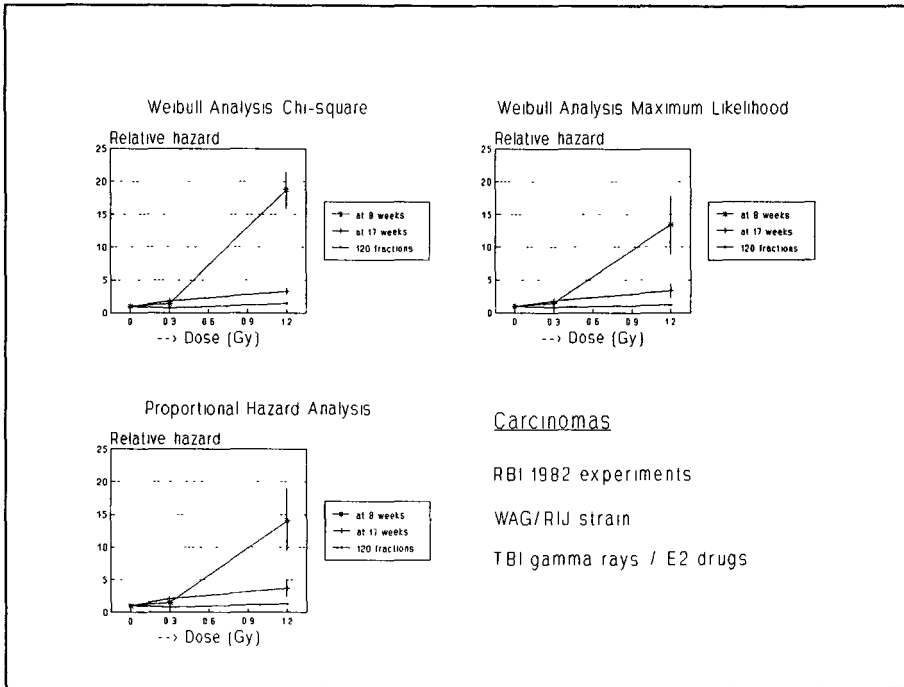 Weibull Analysis Chi-square
Relative hazard
25
20
15
10
5
0
0 0.3 0.6 0.9 1.2
--> Dose (Gy)
at 8 weeks
at 17 weeks
120 fractions
Weibull Analysis Maximum Likelihood
Relative hazard
25
20
15
10
5
0
0 0.3 0.6 0.9 1.2
--> Dose (Gy)
at 8 weeks
at 17 weeks
120 fractions
Proportional Hazard Analysis
Relative hazard
25
20
15
10
5
0
0 0.3 0.6 0.9 1.2
--> Dose (Gy)
at 8 weeks
at 17 weeks
120 fractions
Carcinomas
RBI 1982 experiments
WAG/RIJ strain
TBI gamma rays / E2 drugs